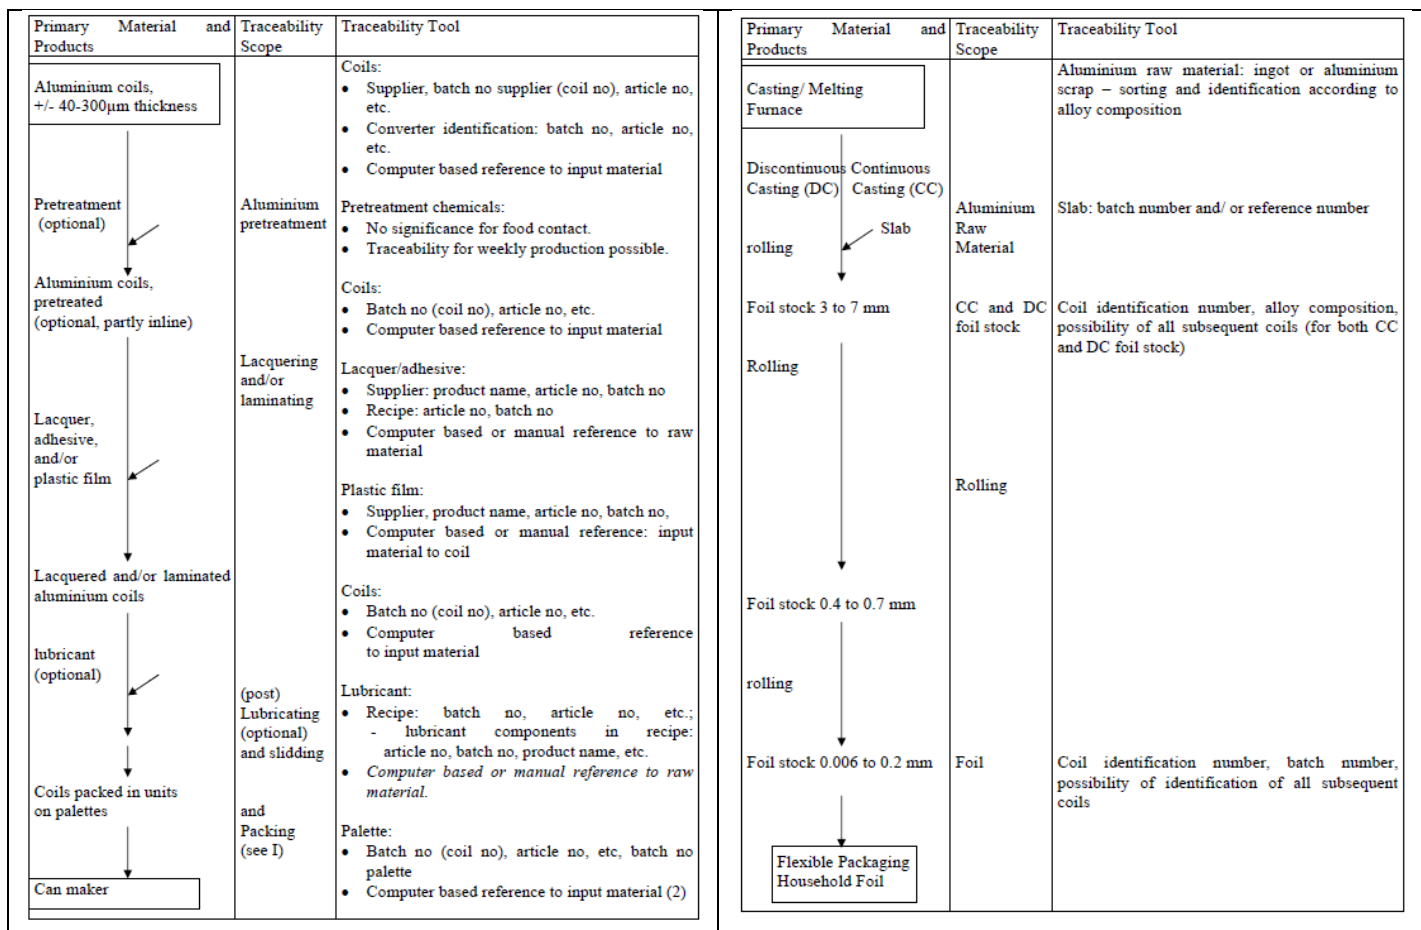 Primary Material and
Products
Traceability
Scope
Traceability Tool
Aluminium coils,
+/- 40-300µm thickness
Coils:
• Supplier, batch no supplier (coil no), article no,
etc.
• Converter identification: batch no, article no,
etc.
• Computer based reference to input material
Pretreatment
(optional)
Aluminium
pretreatment
Pretreatment chemicals:
• No significance for food contact.
• Traceability for weekly production possible.
Aluminium coils,
pretreated
(optional, partly inline)
Coils:
• Batch no (coil no), article no, etc.
• Computer based reference to input material
Lacquering
and/or
laminating
Lacquer/adhesive:
• Supplier: product name, article no, batch no
• Recipe: article no, batch no
• Computer based or manual reference to raw
material
Lacquer,
adhesive,
and/or
plastic film
Plastic film:
• Supplier, product name, article no, batch no,
• Computer based or manual reference: input
material to coil
Lacquered and/or laminated
aluminium coils
Coils:
• Batch no (coil no), article no, etc.
• Computer based reference
to input material
lubricant
(optional)
(post)
Lubricating
(optional)
and slidding
Lubricant:
• Recipe: batch no, article no, etc.;
- lubricant components in recipe:
article no, batch no, product name, etc.
• Computer based or manual reference to raw
material.
Coils packed in units
on palettes
and
Packing
(see I)
Palette:
• Batch no (coil no), article no, etc, batch no
palette
• Computer based reference to input material (2)
Can maker
Primary Material and
Products
Traceability
Scope
Traceability Tool
Casting/ Melting
Furnace
Aluminium raw material: ingot or aluminium
scrap – sorting and identification according to
alloy composition
Discontinuous Continuous
Casting (DC) Casting (CC)
Slab
rolling
Aluminium
Raw
Material
Slab: batch number and/ or reference number
Foil stock 3 to 7 mm
CC and DC
foil stock
Coil identification number, alloy composition,
possibility of all subsequent coils (for both CC
and DC foil stock)
Rolling
Rolling
Foil stock 0.4 to 0.7 mm
rolling
Foil stock 0.006 to 0.2 mm
Foil
Coil identification number, batch number,
possibility of identification of all subsequent
coils
Flexible Packaging
Household Foil